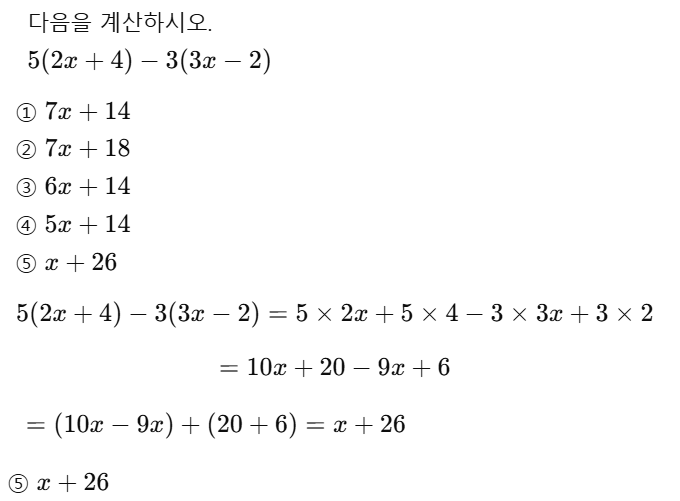 다음을 계산하시오.
5(2x + 4) − 3(3x − 2)
① 7x + 14
② 7x + 18
③ 6x + 14
④ 5x + 14
⑤ x + 26
5(2x + 4) − 3(3x − 2) = 5 × 2x + 5 × 4 − 3 × 3x + 3 × 2
= 10x + 20 − 9x + 6
= (10x − 9x) + (20 + 6) = x + 26
⑤ x + 26